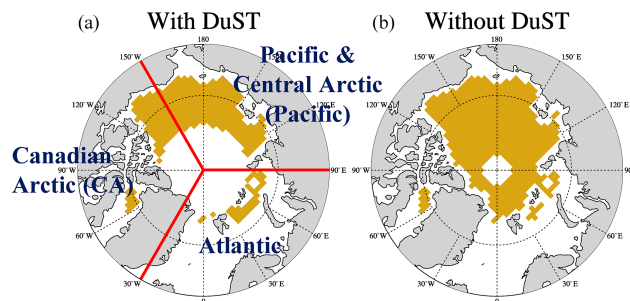 (a) With DuST
(b) Without DuST
180
150°W
150°E
120°W
120°E
90°E
60°W
60°E
30°W
30°E
0
Pacific &
Central Arctic
(Pacific)
Canadian
Arctic (CA)
Atlantic
180
150°W
150°E
120°W
120°E
90°W
90°E
60°W
60°E
30°W
30°E
0